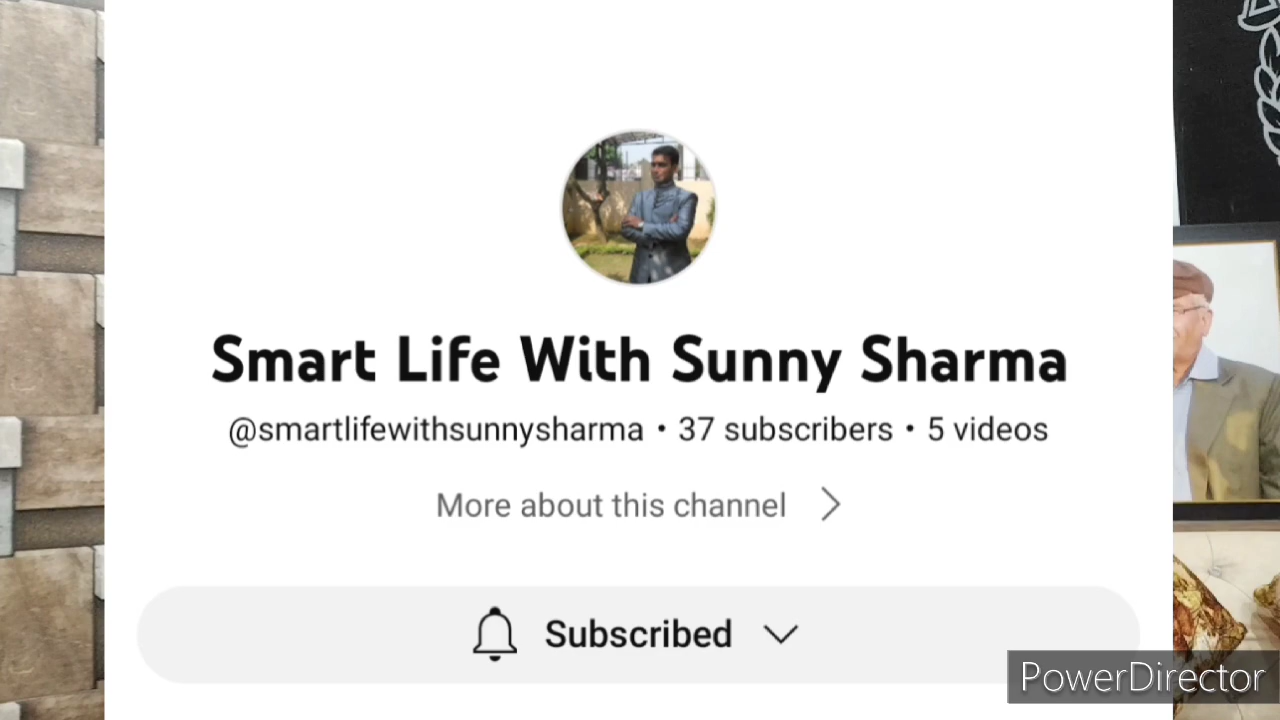 Smart Life With Sunny Sharma
@smartlifewithsunnysharma • 37 subscribers • 5 videos
More about this channel
Subscribed
PowerDirector